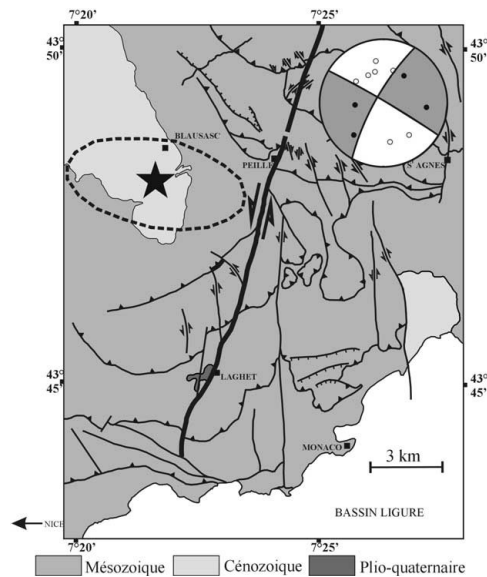 7°20' 7°25'
43°
50'
43°
50'
BLAUSASC
PEILLE
ST AGNES
43°
45'
43°
45'
LAGHET
MONACO
3 km
BASSIN LIGURE
NICE
7°20' 7°25'
Mésozoique Cénozoique Plio-quaternaire